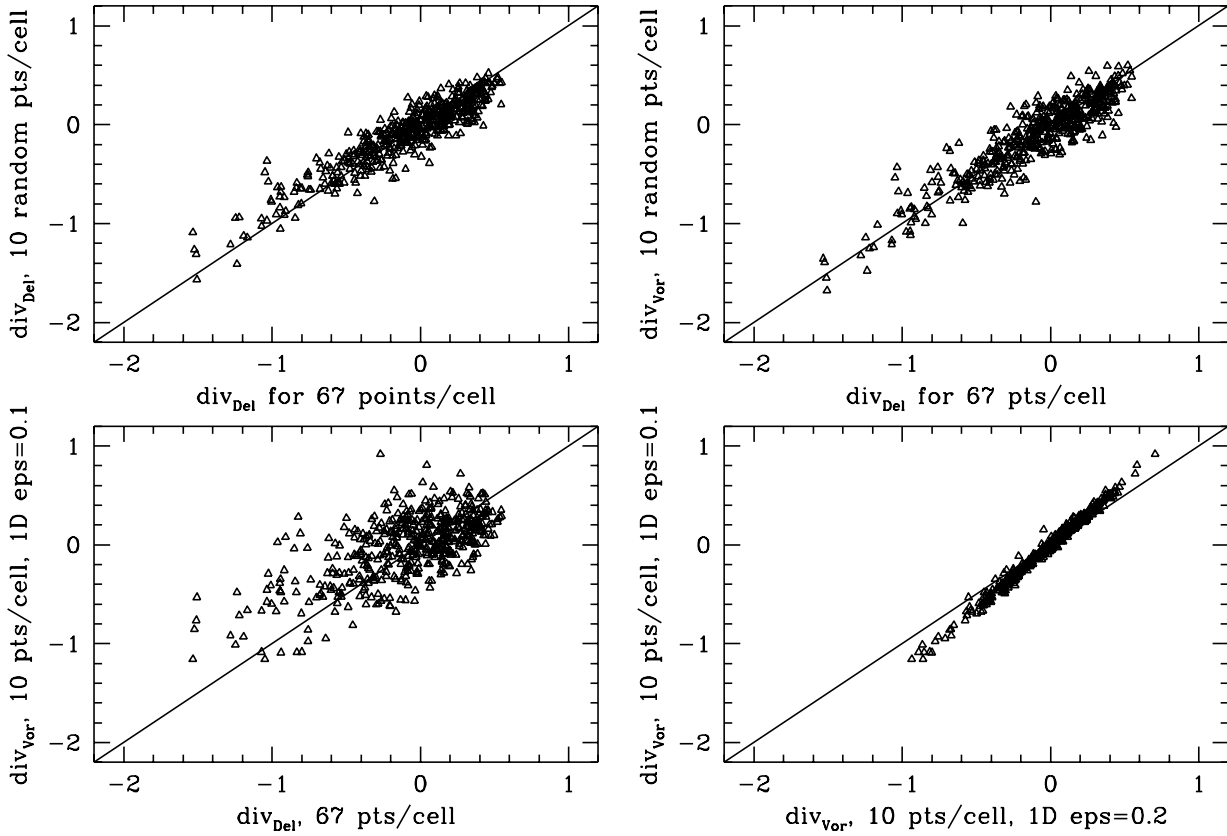 div_Del, 10 random pts/cell
1
0
−1
−2
−2 −1 0 1
div_Del for 67 points/cell
div_Vor, 10 random pts/cell
1
0
−1
−2
−2 −1 0 1
div_Del for 67 pts/cell
div_Vor, 10 pts/cell, 1D eps=0.1
1
0
−1
−2
−2 −1 0 1
div_Del, 67 pts/cell
div_Vor, 10 pts/cell, 1D eps=0.1
1
0
−1
−2
−2 −1 0 1
div_Vor, 10 pts/cell, 1D eps=0.2